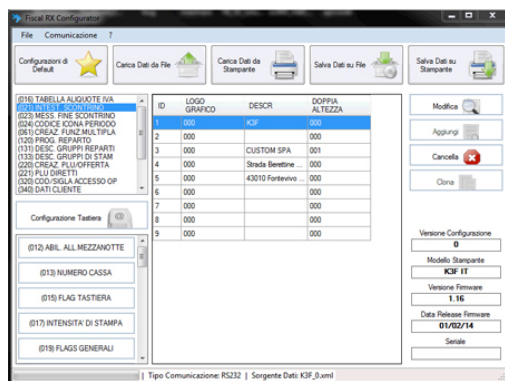 Fiscal RX Configurator
File Comunicazione ?
Configurazioni di Default
Carica Dati da File
Carica Dati da Stampante
Salva Dati su File
Salva Dati su Stampante
(016) TABELLA ALIQUOTE IVA
(021) INTEST. SCONTRINO
(023) MESS. FINE SCONTRINO
(024) CODICE ICONA PERIODO
(061) CREAZ. FUNZ.MULTIPLA
(120) PROG. REPARTO
(131) DESC. GRUPPI REPARTI
(133) DESC. GRUPPI DI STAM
(220) CREAZ. PLU/OFFERTA
(221) PLU DIRETTI
(320) COD/SIGLA ACCESSO OP
(340) DATI CLIENTE
Configurazione Tastiera
(012) ABIL. ALL.MEZZANOTTE
(013) NUMERO CASSA
(015) FLAG TASTIERA
(017) INTENSITA' DI STAMPA
(019) FLAGS GENERALI
ID LOGO GRAFICO DESCR DOPPIA ALTEZZA
1 000 K3F 000
2 000 000
3 000 CUSTOM SPA 001
4 000 Strada Berettine ... 000
5 000 43010 Fontevivo ... 000
6 000 000
7 000 000
8 000 000
9 000 000
Modifica
Aggiungi
Cancella
Clona
Versione Configurazione
0
Modello Stampante
K3F IT
Versione Firmware
1.16
Data Release Firmware
01/02/14
Seriale
Tipo Comunicazione: RS232 | Sorgente Dati: K3F_0.xml